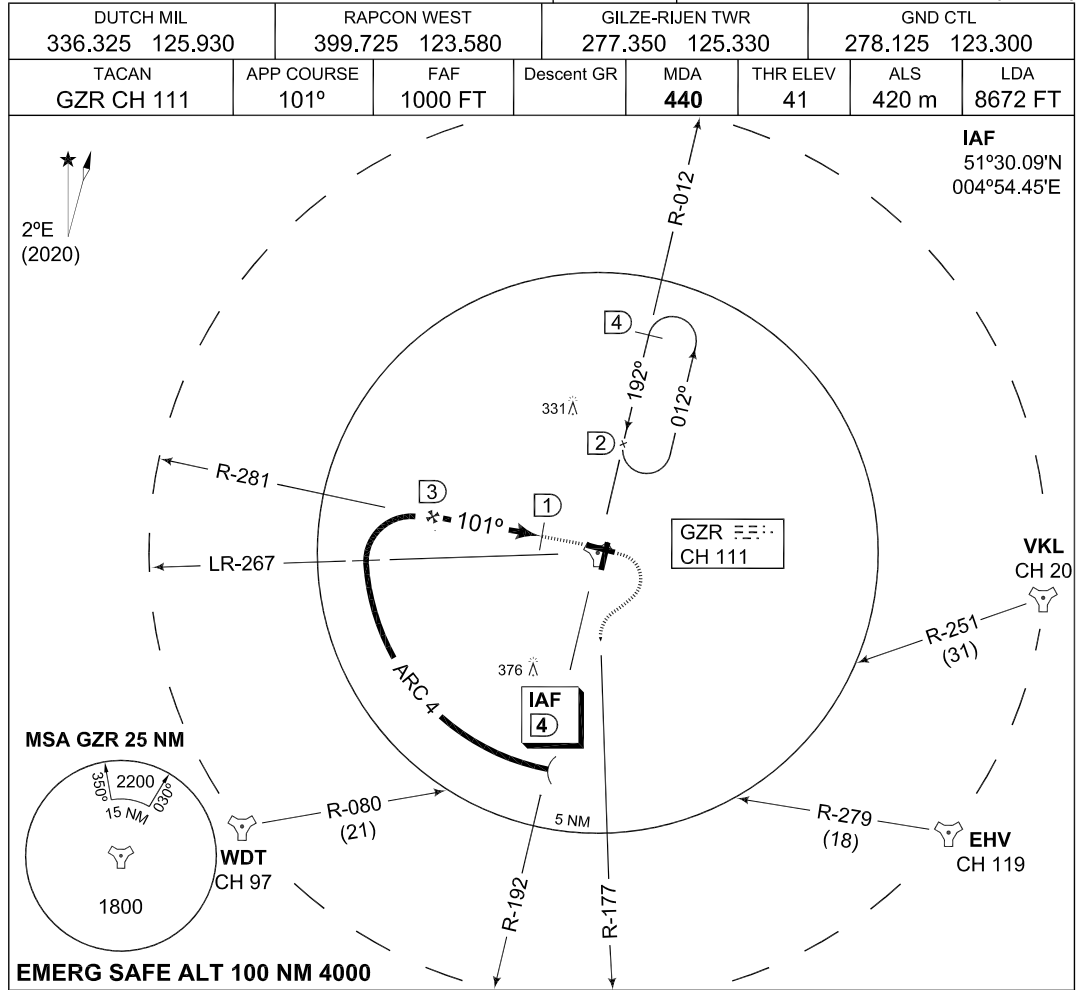 DUTCH MIL
336.325 125.930
RAPCON WEST
399.725 123.580
GILZE-RIJEN TWR
277.350 125.330
GND CTL
278.125 123.300
TACAN
GZR CH 111
APP COURSE
101º
FAF
1000 FT
Descent GR
MDA
440
THR ELEV
41
ALS
420 m
LDA
8672 FT
IAF
51º30.09'N
004º54.45'E
2ºE
(2020)
R-012
4
192º
012º
331
2
R-281
3
101º
1
LR-267
GZR
CH 111
VKL
CH 20
R-251
(31)
376
ARC 4
IAF
4
MSA GZR 25 NM
350º
2200
030º
15 NM
1800
R-080
(21)
WDT
CH 97
5 NM
R-279
(18)
EHV
CH 119
R-192
R-177
EMERG SAFE ALT 100 NM 4000